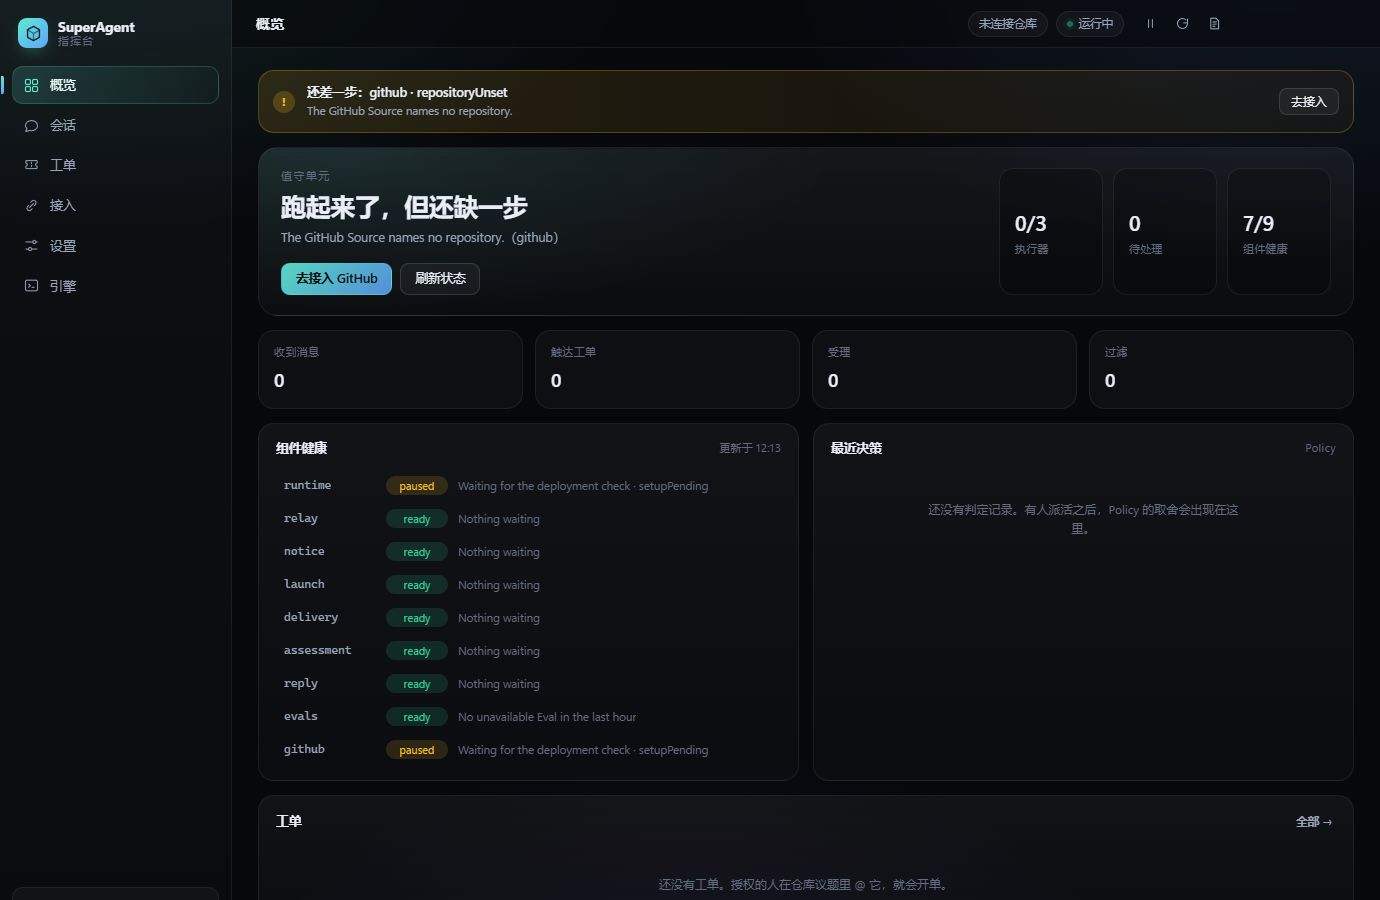 SuperAgent
指挥台
概览
会话
工单
接入
设置
引擎
概览
未连接仓库
运行中
还差一步：github · repositoryUnset
The GitHub Source names no repository.
去接入
值守单元
跑起来了，但还缺一步
The GitHub Source names no repository.（github）
去接入 GitHub
刷新状态
0/3
执行器
0
待处理
7/9
组件健康
收到消息
0
触达工单
0
受理
0
过滤
0
组件健康
更新于 12:13
runtime paused Waiting for the deployment check · setupPending
relay ready Nothing waiting
notice ready Nothing waiting
launch ready Nothing waiting
delivery ready Nothing waiting
assessment ready Nothing waiting
reply ready Nothing waiting
evals ready No unavailable Eval in the last hour
github paused Waiting for the deployment check · setupPending
最近决策
Policy
还没有判定记录。有人派活之后，Policy 的取舍会出现在这
里。
工单
全部 →
还没有工单。授权的人在仓库议题里 @ 它，就会开单。